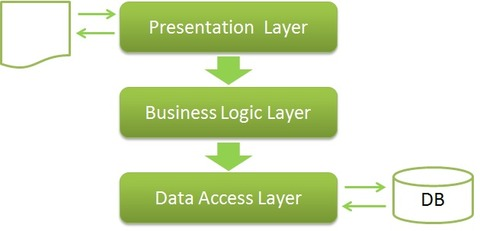 Presentation Layer
Business Logic Layer
Data Access Layer
DB